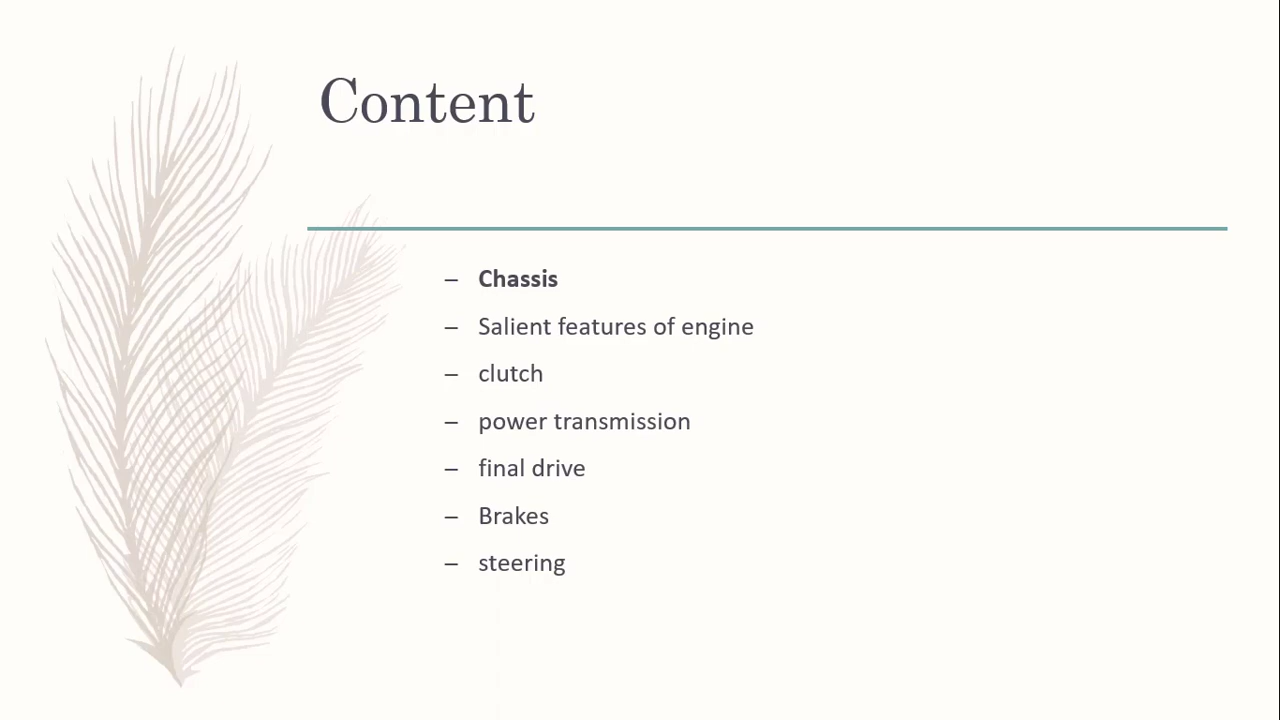 Content
– Chassis
– Salient features of engine
– clutch
– power transmission
– final drive
– Brakes
– steering